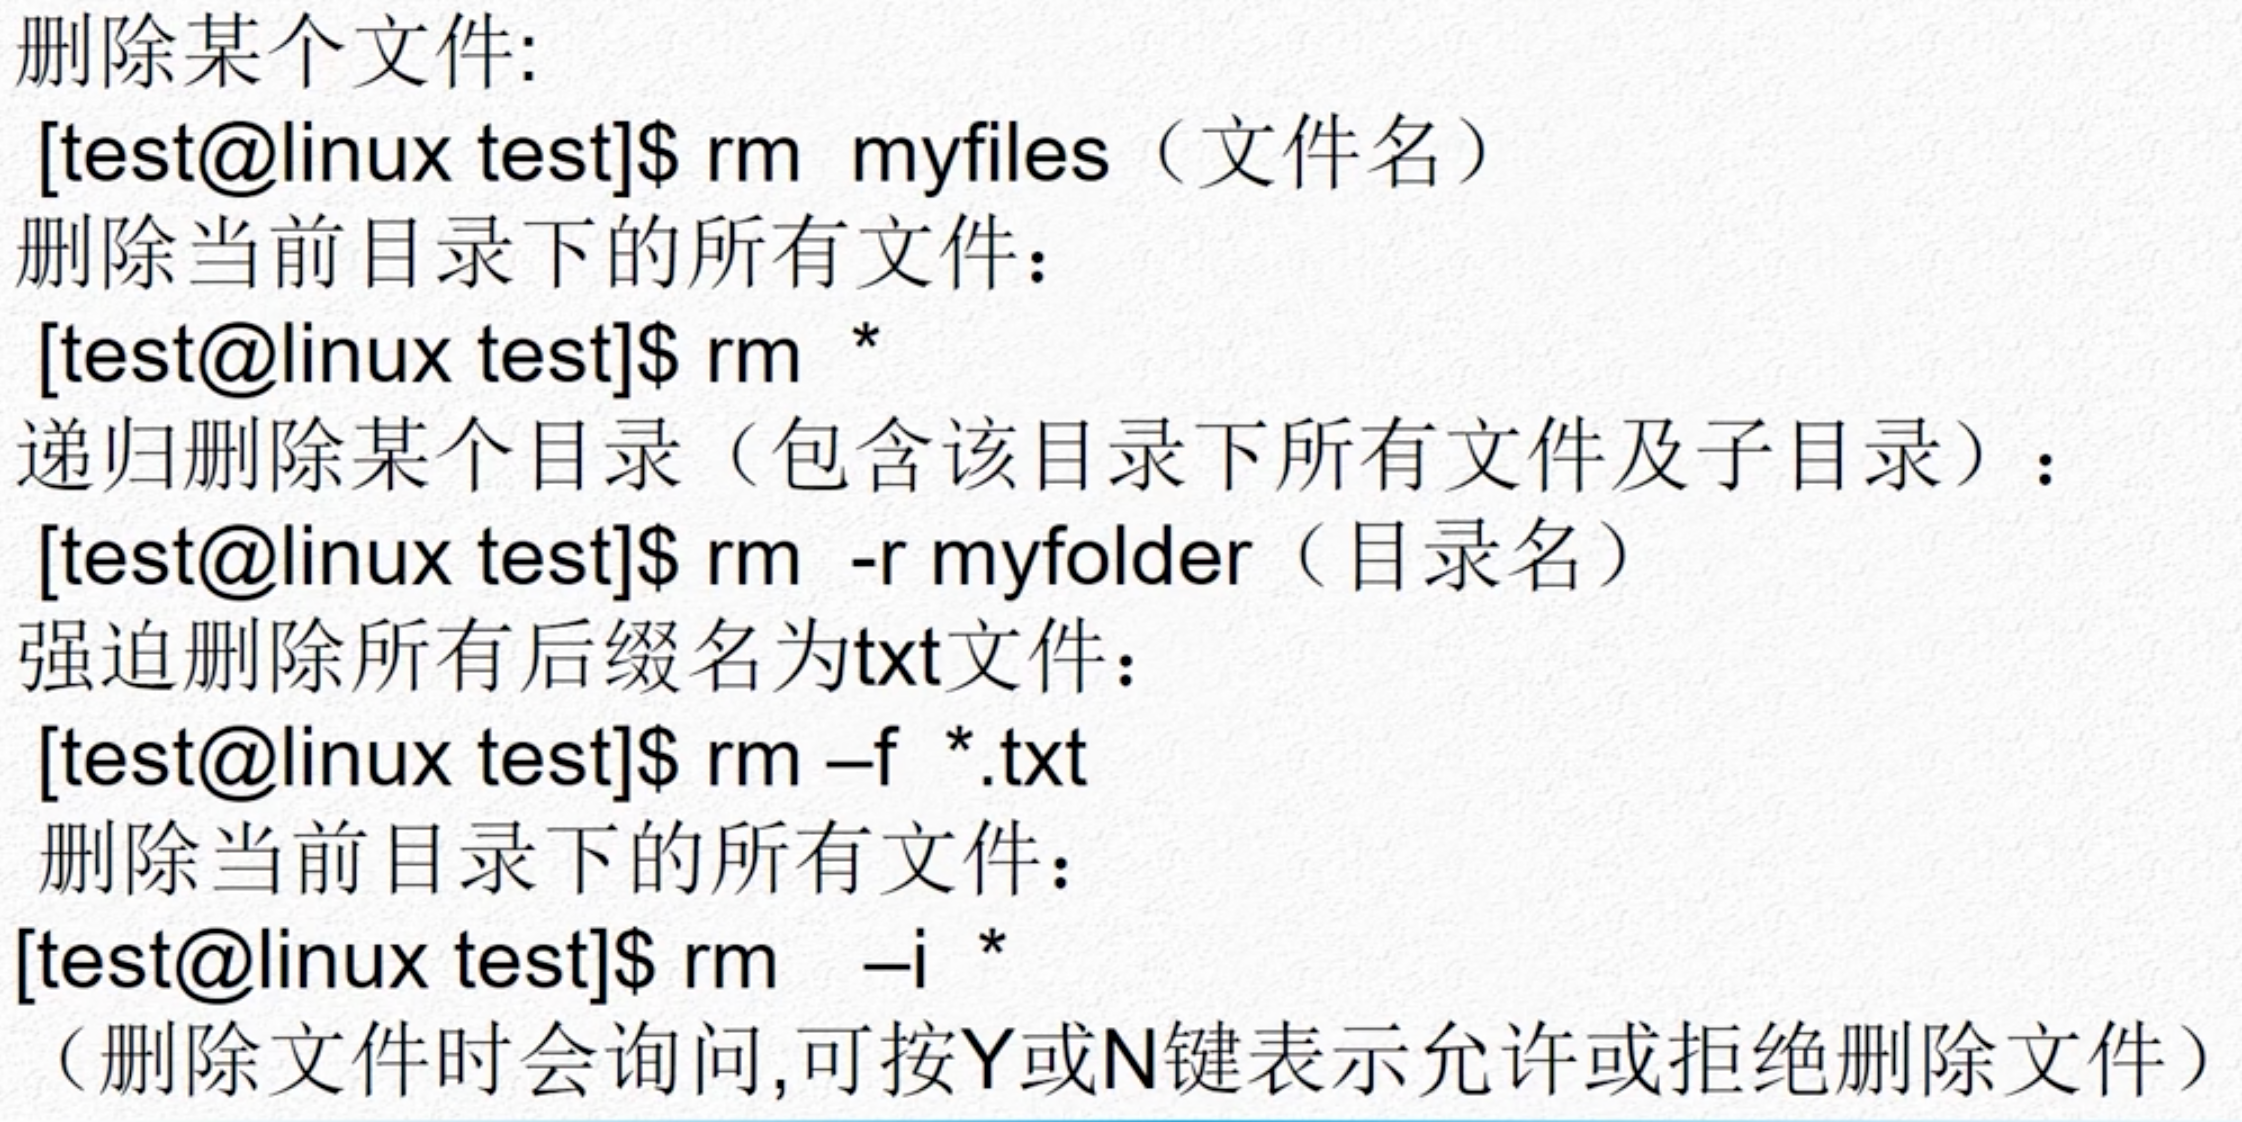 删除某个文件:
[test@linux test]$ rm  myfiles（文件名）
删除当前目录下的所有文件：
[test@linux test]$ rm  *
递归删除某个目录（包含该目录下所有文件及子目录）：
[test@linux test]$ rm  -r myfolder（目录名）
强迫删除所有后缀名为txt文件：
[test@linux test]$ rm –f  *.txt
删除当前目录下的所有文件：
[test@linux test]$ rm   –i  *
（删除文件时会询问,可按Y或N键表示允许或拒绝删除文件）